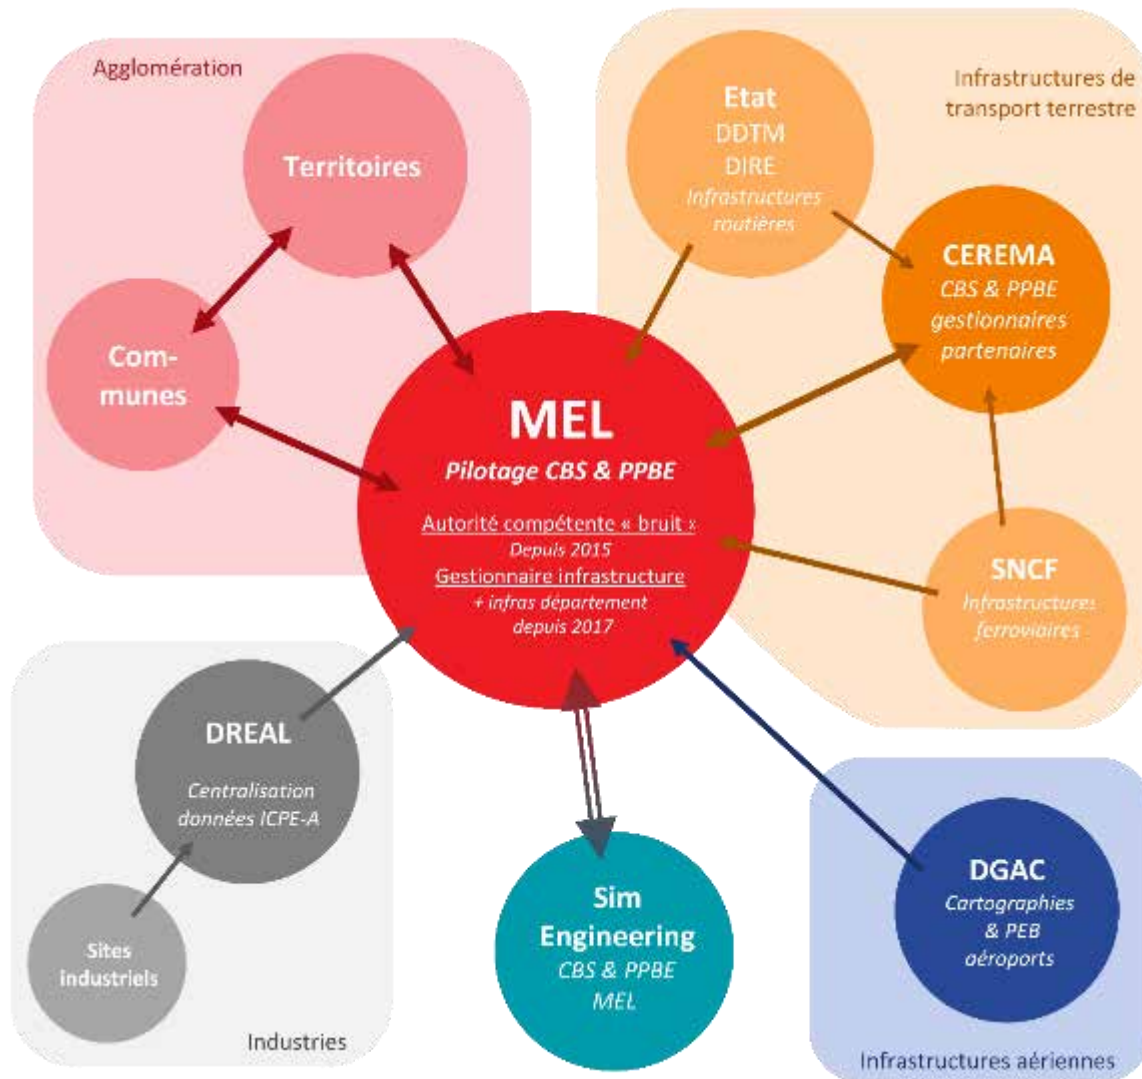 Agglomération
Territoires
Com-
munes
Etat
DDTM
DIRE
Infrastructures
routières
Infrastructures de
transport terrestre
CEREMA
CBS & PPBE
gestionnaires
partenaires
MEL
Pilotage CBS & PPBE
Autorité compétente « bruit »
Depuis 2015
Gestionnaire infrastructure
+ infras département
depuis 2017
SNCF
Infrastructures
ferroviaires
DREAL
Centralisation
données ICPE-A
Sites
industriels
Industries
Sim
Engineering
CBS & PPBE
MEL
DGAC
Cartographies
& PEB
aéroports
Infrastructures aériennes